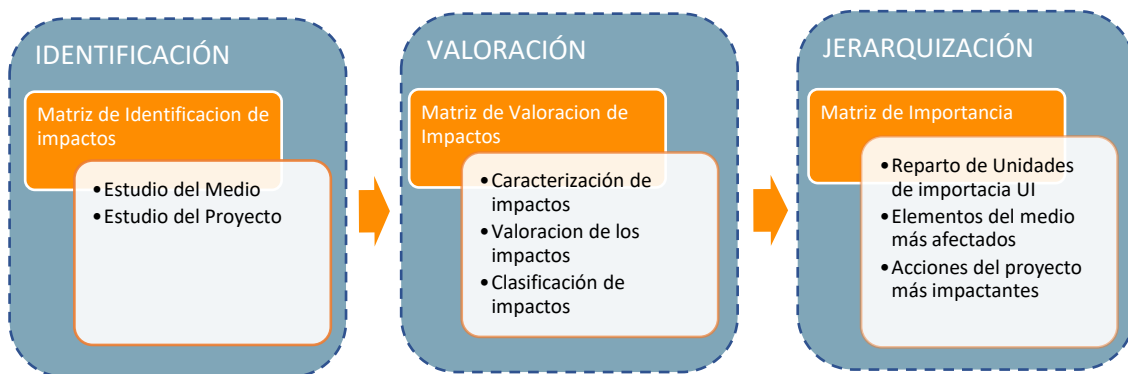 IDENTIFICACIÓN
Matriz de Identificacion de
impactos
•Estudio del Medio
•Estudio del Proyecto
VALORACIÓN
Matriz de Valoracion de
Impactos
•Caracterización de
impactos
•Valoracion de los
impactos
•Clasificación de
impactos
JERARQUIZACIÓN
Matriz de Importancia
•Reparto de Unidades
de importacia UI
•Elementos del medio
más afectados
•Acciones del proyecto
más impactantes